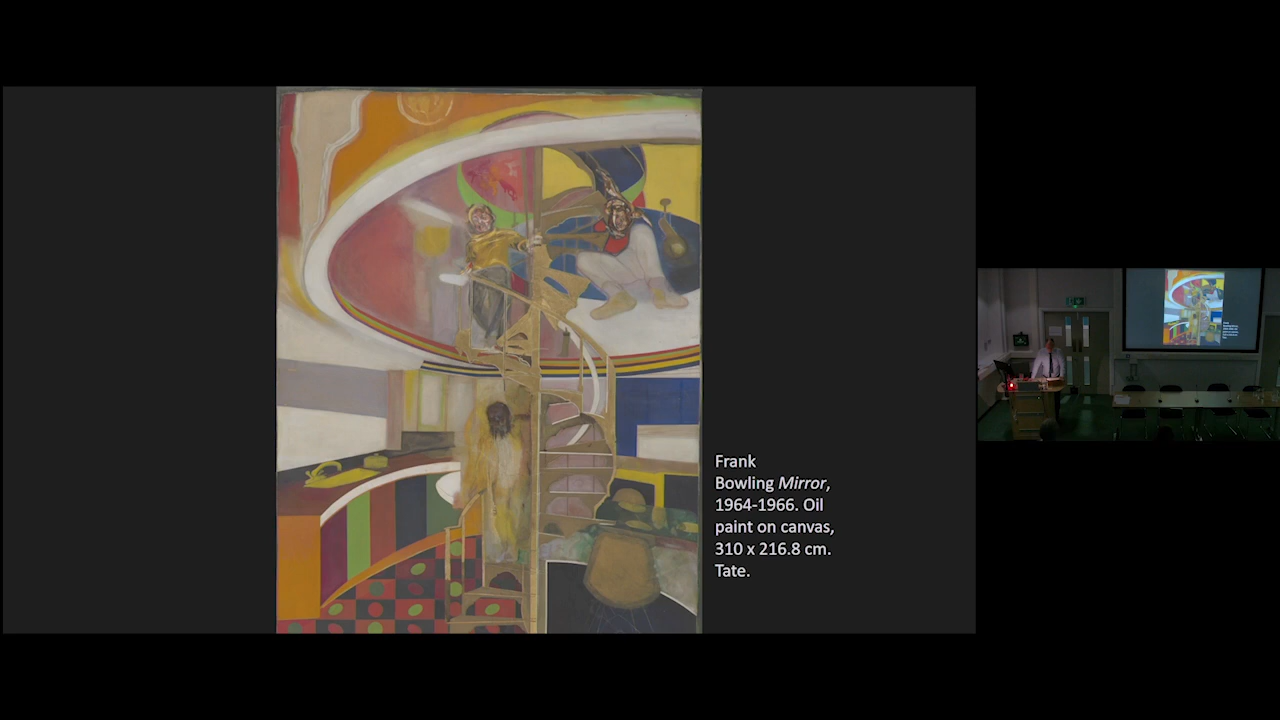 Frank
Bowling Mirror,
1964-1966. Oil
paint on canvas,
310 x 216.8 cm.
Tate.